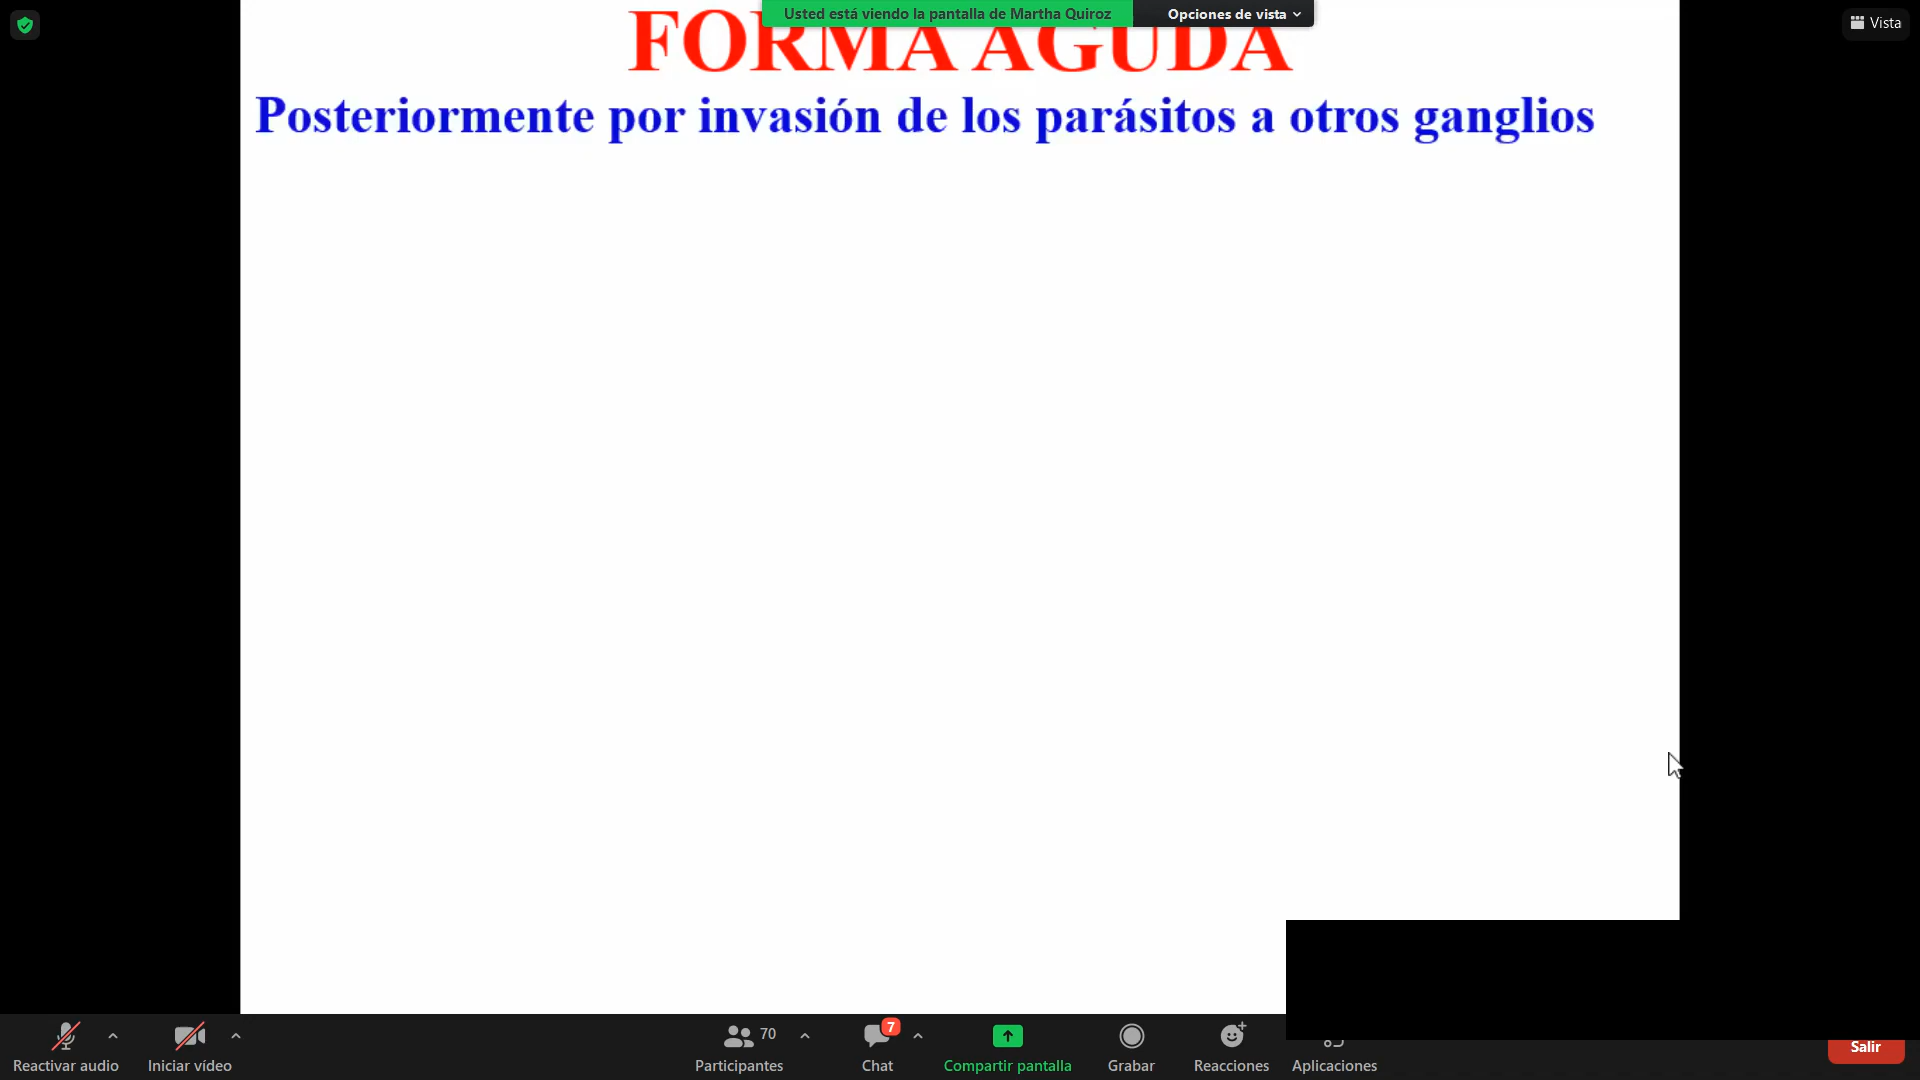 Usted está viendo la pantalla de Martha Quiroz
Opciones de vista
Vista
FORMA AGUDA
Posteriormente por invasión de los parásitos a otros ganglios
70
7
Reactivar audio
Iniciar vídeo
Participantes
Chat
Compartir pantalla
Grabar
Reacciones
Aplicaciones
Salir